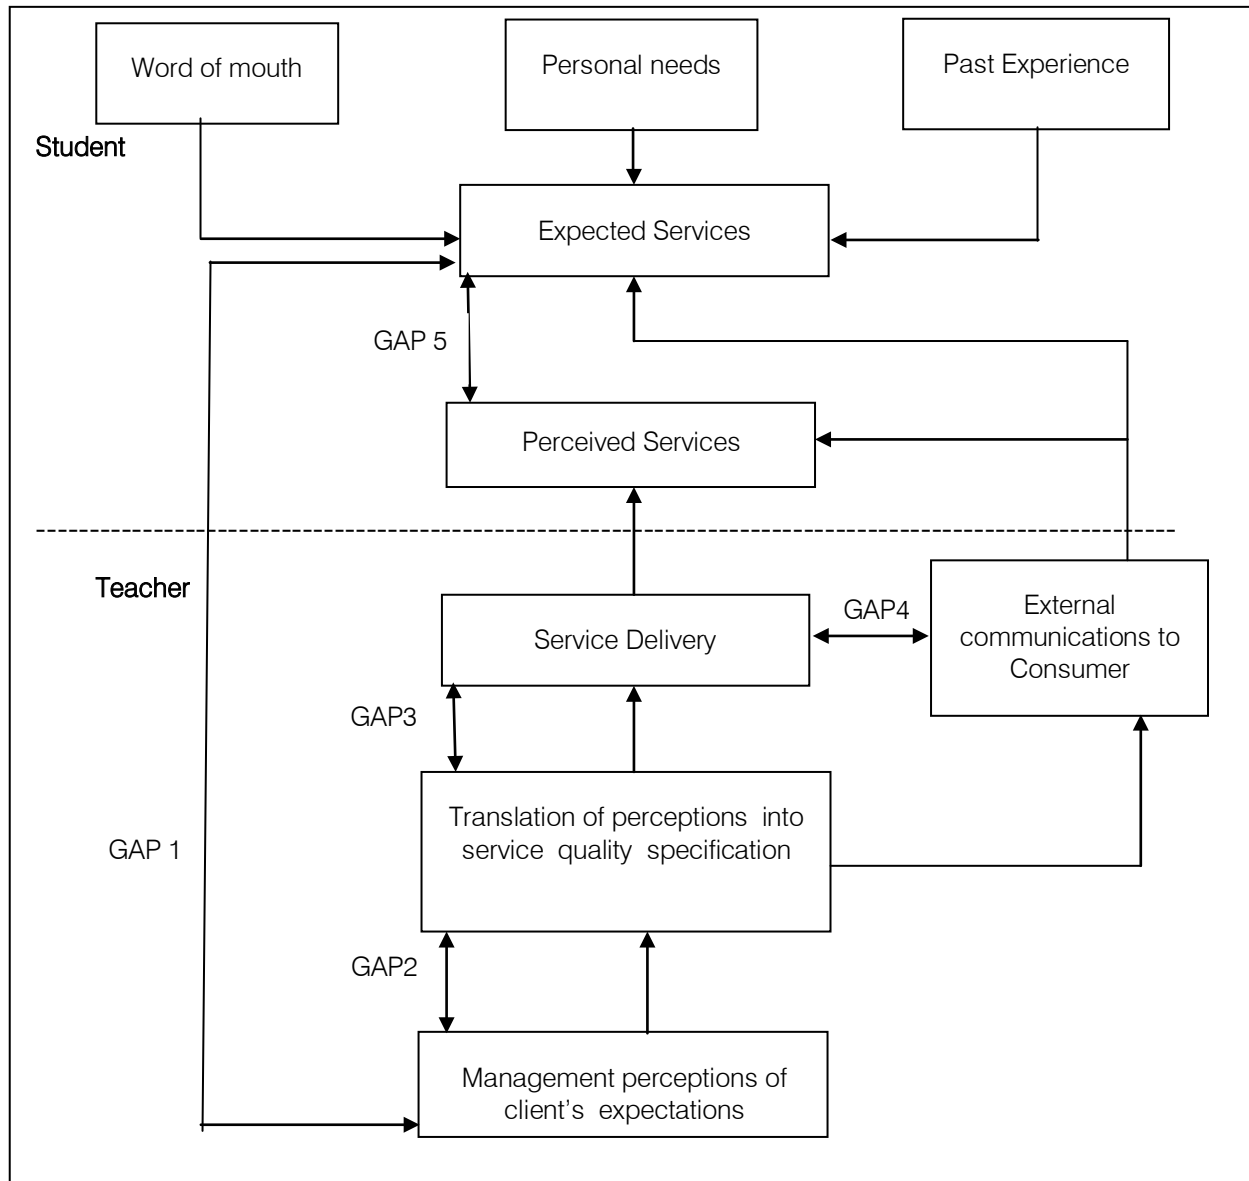 Word of mouth
Personal needs
Past Experience
Student
Expected Services
GAP 5
Perceived Services
Teacher
Service Delivery
GAP4
External
communications to
Consumer
GAP3
Translation of perceptions into
service quality specification
GAP 1
GAP2
Management perceptions of
client's expectations